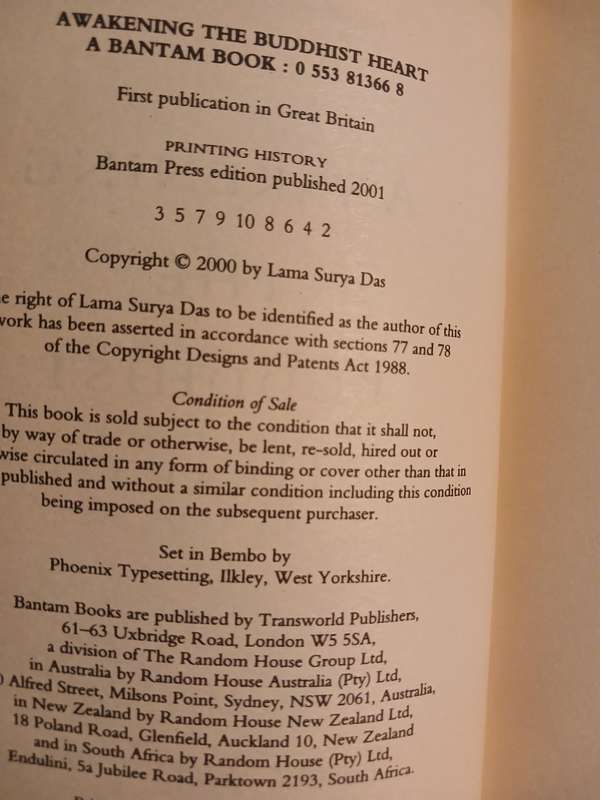 AWAKENING THE BUDDHIST HEART
A BANTAM BOOK : 0 553 81366 8
First publication in Great Britain
PRINTING HISTORY
Bantam Press edition published 2001
3 5 7 9 10 8 6 4 2
Copyright © 2000 by Lama Surya Das
right of Lama Surya Das to be identified as the author of this
work has been asserted in accordance with sections 77 and 78
of the Copyright Designs and Patents Act 1988.
Condition of Sale
This book is sold subject to the condition that it shall not,
by way of trade or otherwise, be lent, re-sold, hired out or
wise circulated in any form of binding or cover other than that in
published and without a similar condition including this condition
being imposed on the subsequent purchaser.
Set in Bembo by
Phoenix Typesetting, Ilkley, West Yorkshire.
Bantam Books are published by Transworld Publishers,
61–63 Uxbridge Road, London W5 5SA,
a division of The Random House Group Ltd,
in Australia by Random House Australia (Pty) Ltd,
Alfred Street, Milsons Point, Sydney, NSW 2061, Australia,
in New Zealand by Random House New Zealand Ltd,
18 Poland Road, Glenfield, Auckland 10, New Zealand
and in South Africa by Random House (Pty) Ltd,
Endulini, 5a Jubilee Road, Parktown 2193, South Africa.